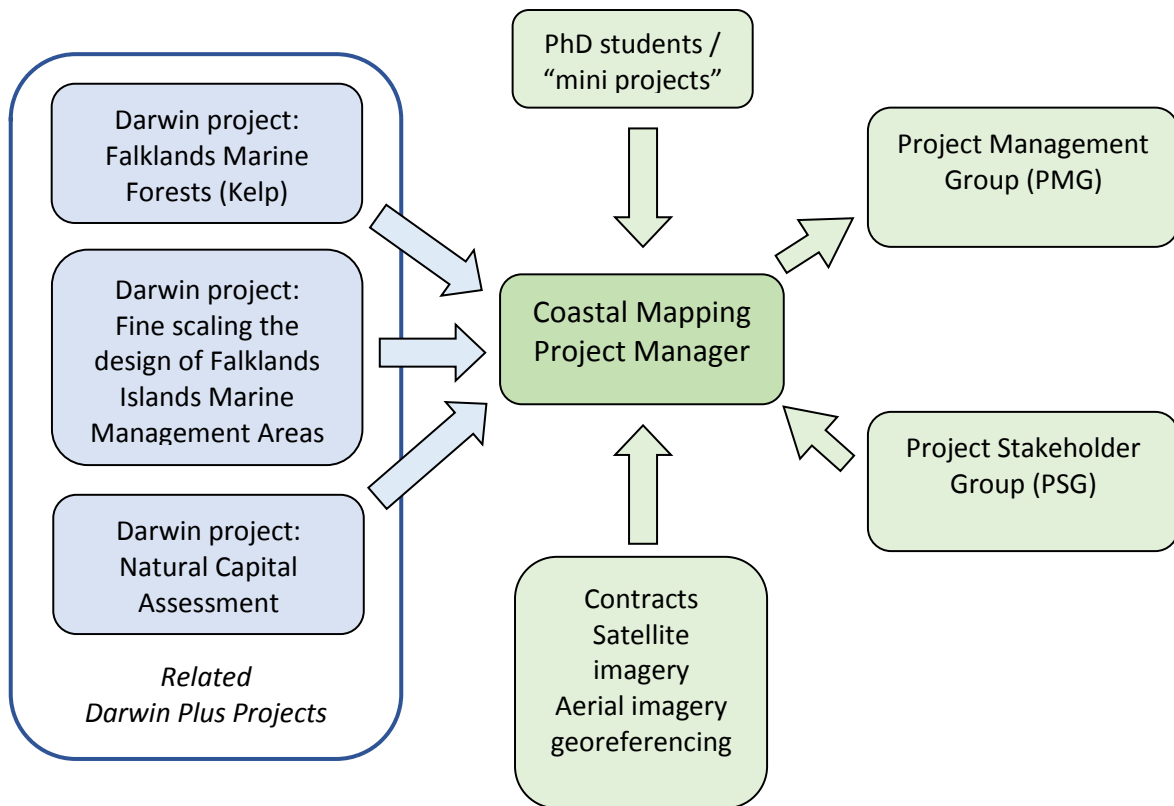 Darwin project:
Falklands Marine
Forests (Kelp)
Darwin project:
Fine scaling the
design of Falklands
Islands Marine
Management Areas
Darwin project:
Natural Capital
Assessment
Related
Darwin Plus Projects
PhD students /
“mini projects”
Coastal Mapping
Project Manager
Contracts
Satellite
imagery
Aerial imagery
georeferencing
Project Management
Group (PMG)
Project Stakeholder
Group (PSG)